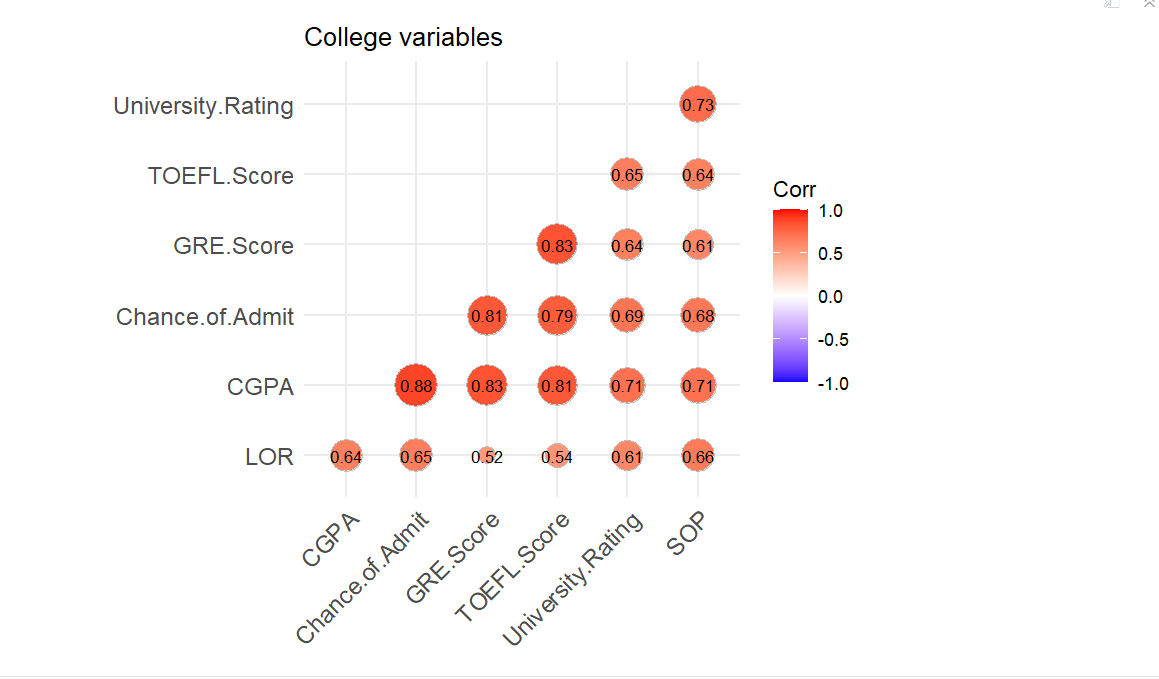 College variables
University.Rating 0.73
TOEFL.Score 0.65 0.64
GRE.Score 0.83 0.64 0.61
Chance.of.Admit 0.81 0.79 0.69 0.68
CGPA 0.88 0.83 0.81 0.71 0.71
LOR 0.64 0.65 0.52 0.54 0.61 0.66
CGPA
Chance.of.Admit
GRE.Score
TOEFL.Score
University.Rating
SOP
Corr
1.0
0.5
0.0
-0.5
-1.0